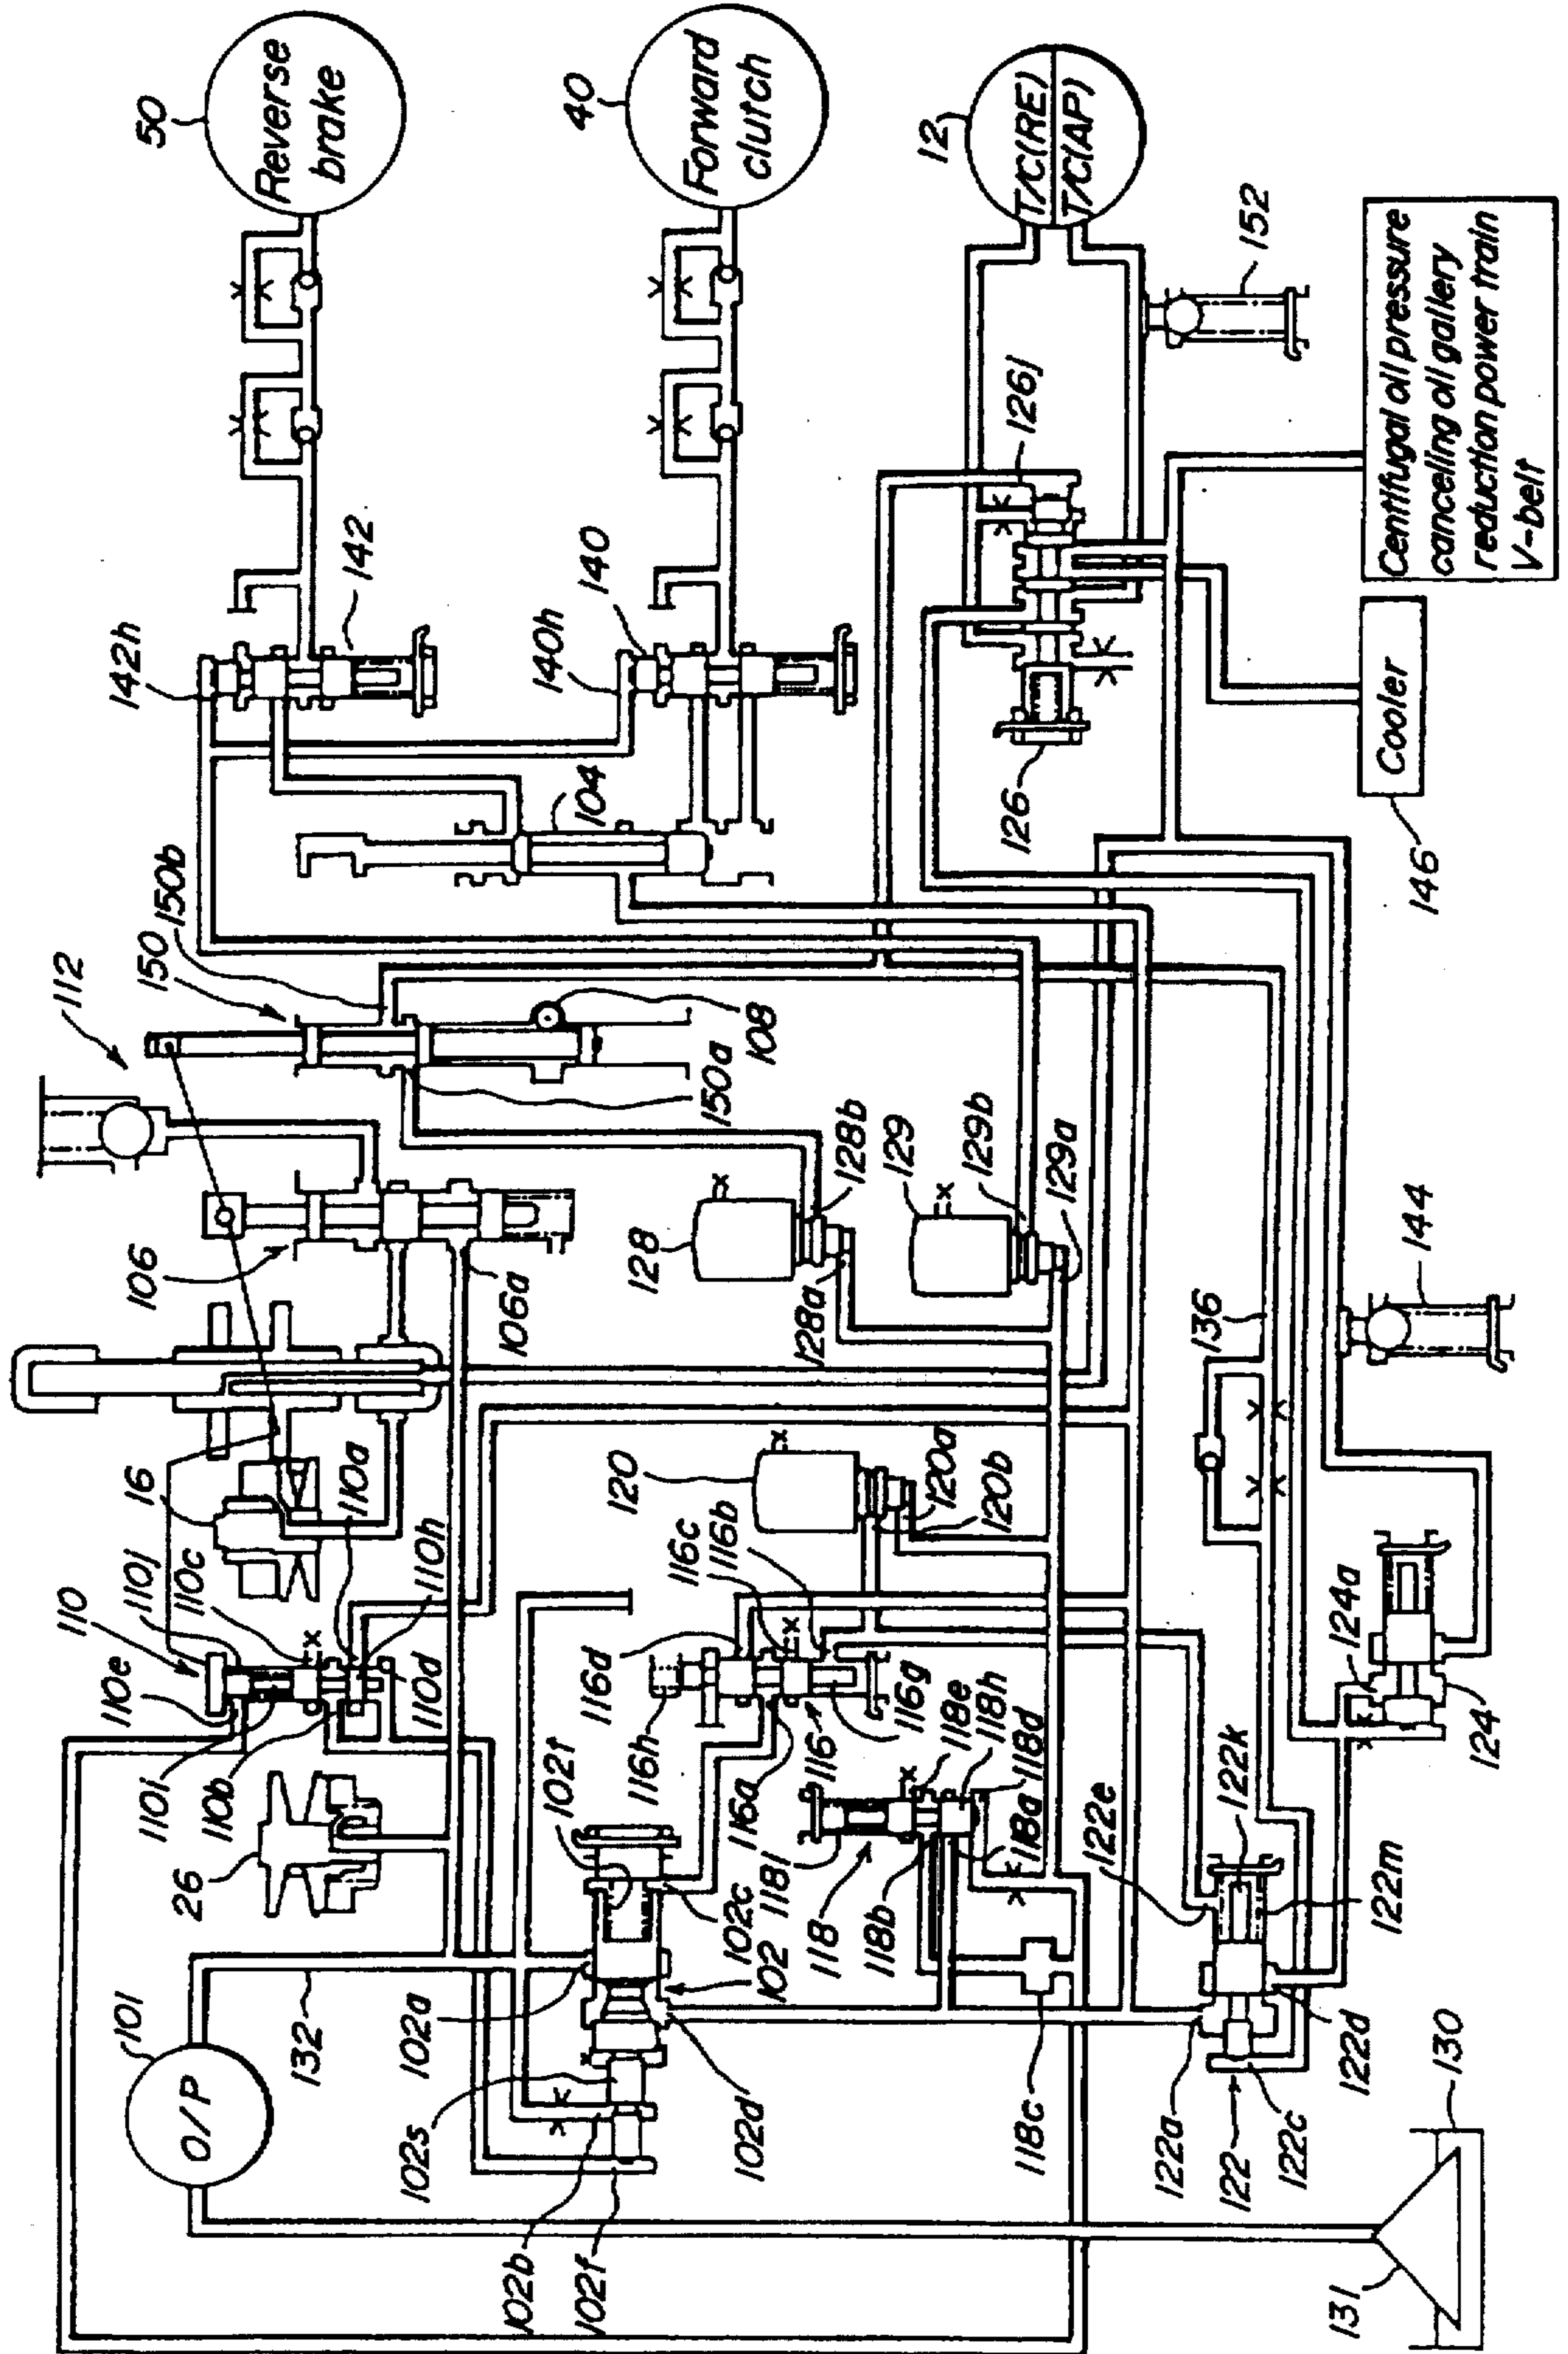 50
Reverse
brake
40
Forward
clutch
12
T/C(RE)
T/C(AP)
152
Centifugal oil pressure
canceling oil gallery
reduction power train
V-belt
126j
142
142h
140
140h
104
126
Cooler
146
150b
150
112
108
150a
128b
129
129b
128
128a
129a
106
106a
144
136
16
110a
110h
110c
110j
110
110e
110i
110b
110d
120
120a
120b
116c
116b
116d
116h
116a
116
116g
118e
118h
118d
118a
118i
118
118b
118c
124a
124
26
102t
102c
102
102a
102s
102d
102b
102f
101
O/P
132
122e
122k
122m
122d
122a
122
122c
130
131